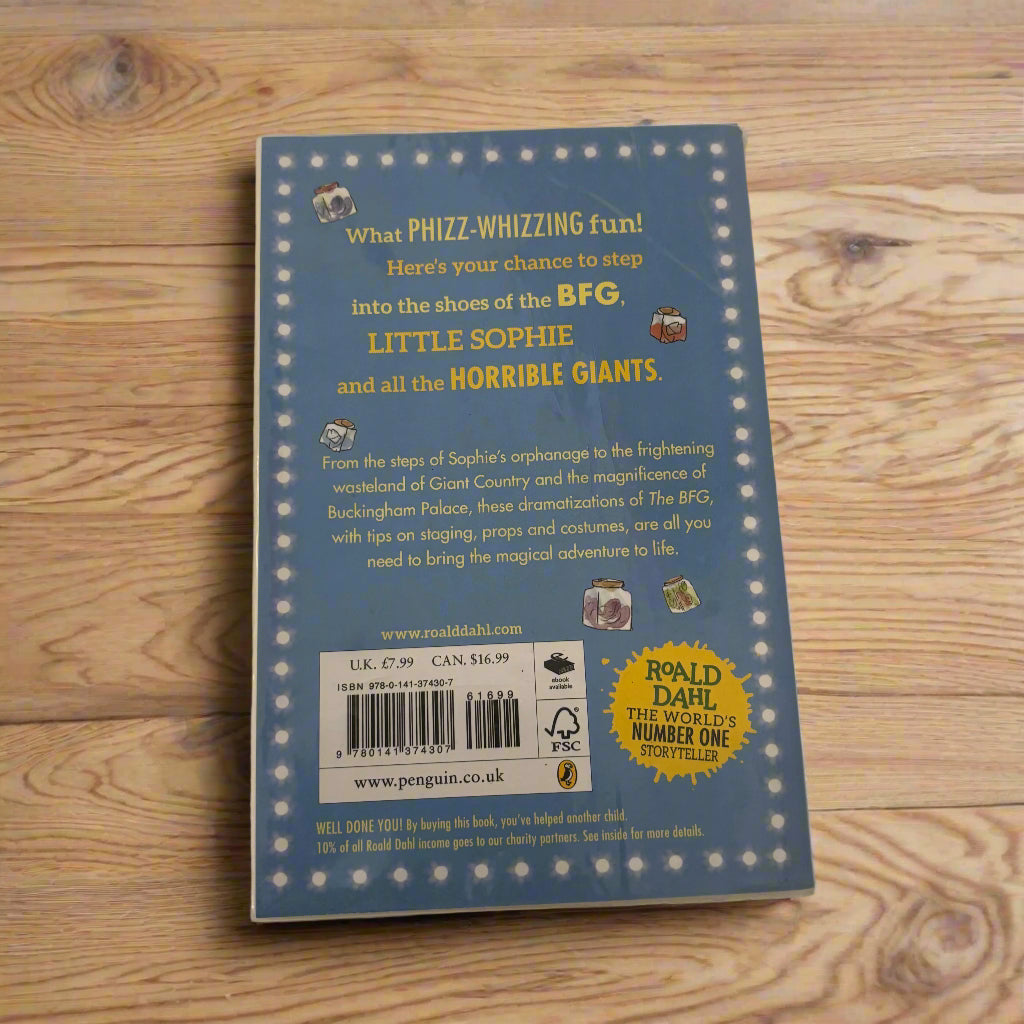 What PHIZZ-WHIZZING fun!
Here's your chance to step
into the shoes of the BFG,
LITTLE SOPHIE
and all the HORRIBLE GIANTS.
From the steps of Sophie's orphanage to the frightening
wasteland of Giant Country and the magnificence of
Buckingham Palace, these dramatizations of The BFG,
with tips on staging, props and costumes, are all you
need to bring the magical adventure to life.
www.roalddahl.com
U.K. £7.99 CAN. $16.99
ISBN 978-0-141-37430-7
61699
9 780141 374307
ebook
available
FSC
www.penguin.co.uk
ROALD
DAHL
THE WORLD'S
NUMBER ONE
STORYTELLER
WELL DONE YOU! By buying this book, you've helped another child.
10% of all Roald Dahl income goes to our charity partners. See inside for more details.